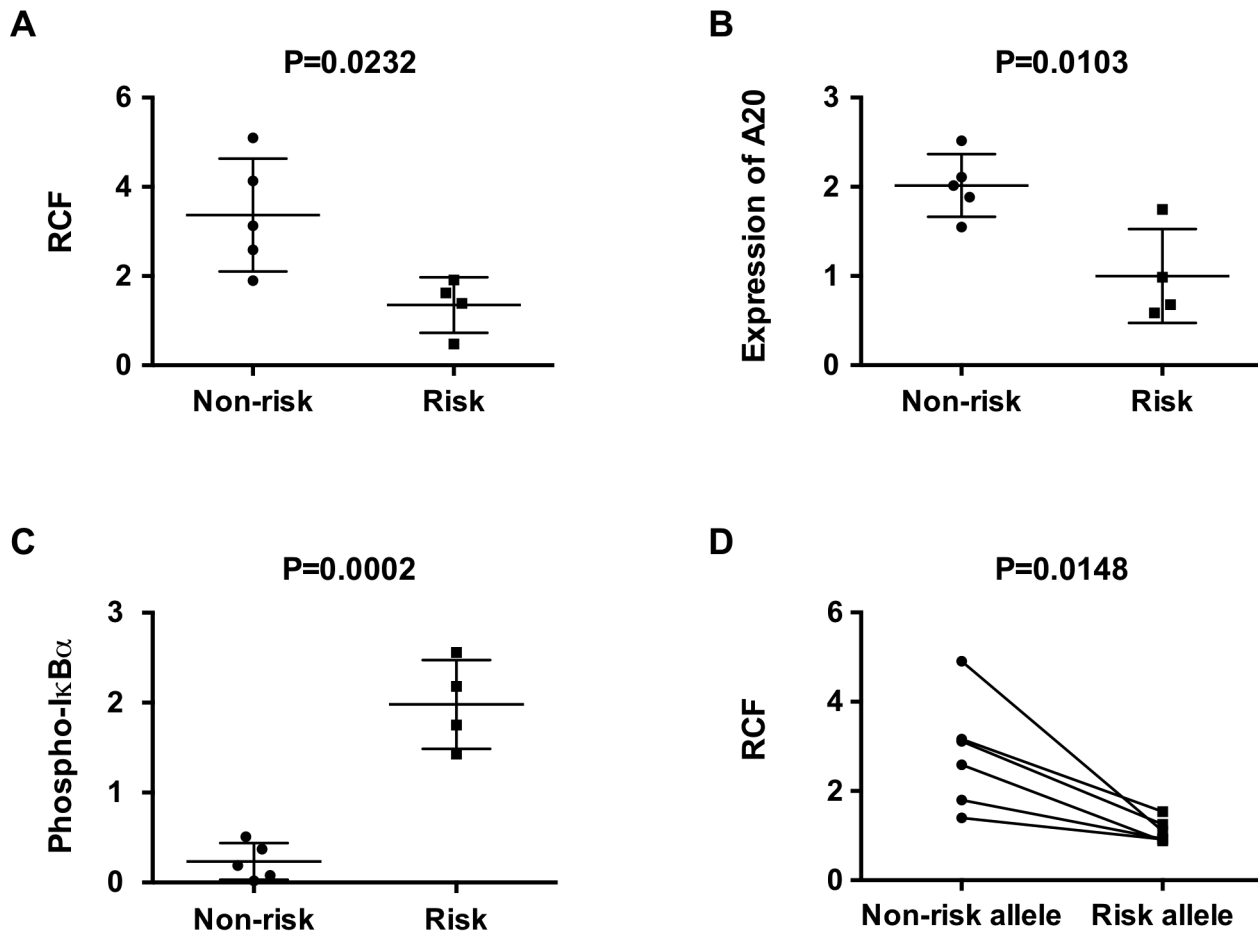 A
P=0.0232
RCF
6
4
2
0
Non-risk
Risk
B
P=0.0103
Expression of A20
3
2
1
0
Non-risk
Risk
C
P=0.0002
Phospho-IκBα
3
2
1
0
Non-risk
Risk
D
P=0.0148
RCF
6
4
2
0
Non-risk allele
Risk allele